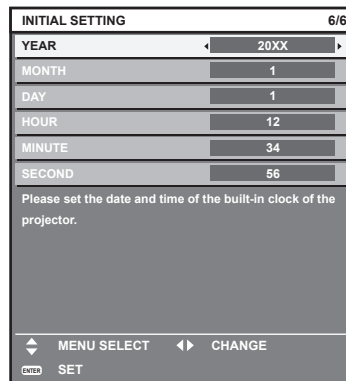 INITIAL SETTING 6/6
YEAR 20XX
MONTH 1
DAY 1
HOUR 12
MINUTE 34
SECOND 56
Please set the date and time of the built-in clock of the
projector.
MENU SELECT CHANGE
ENTER SET